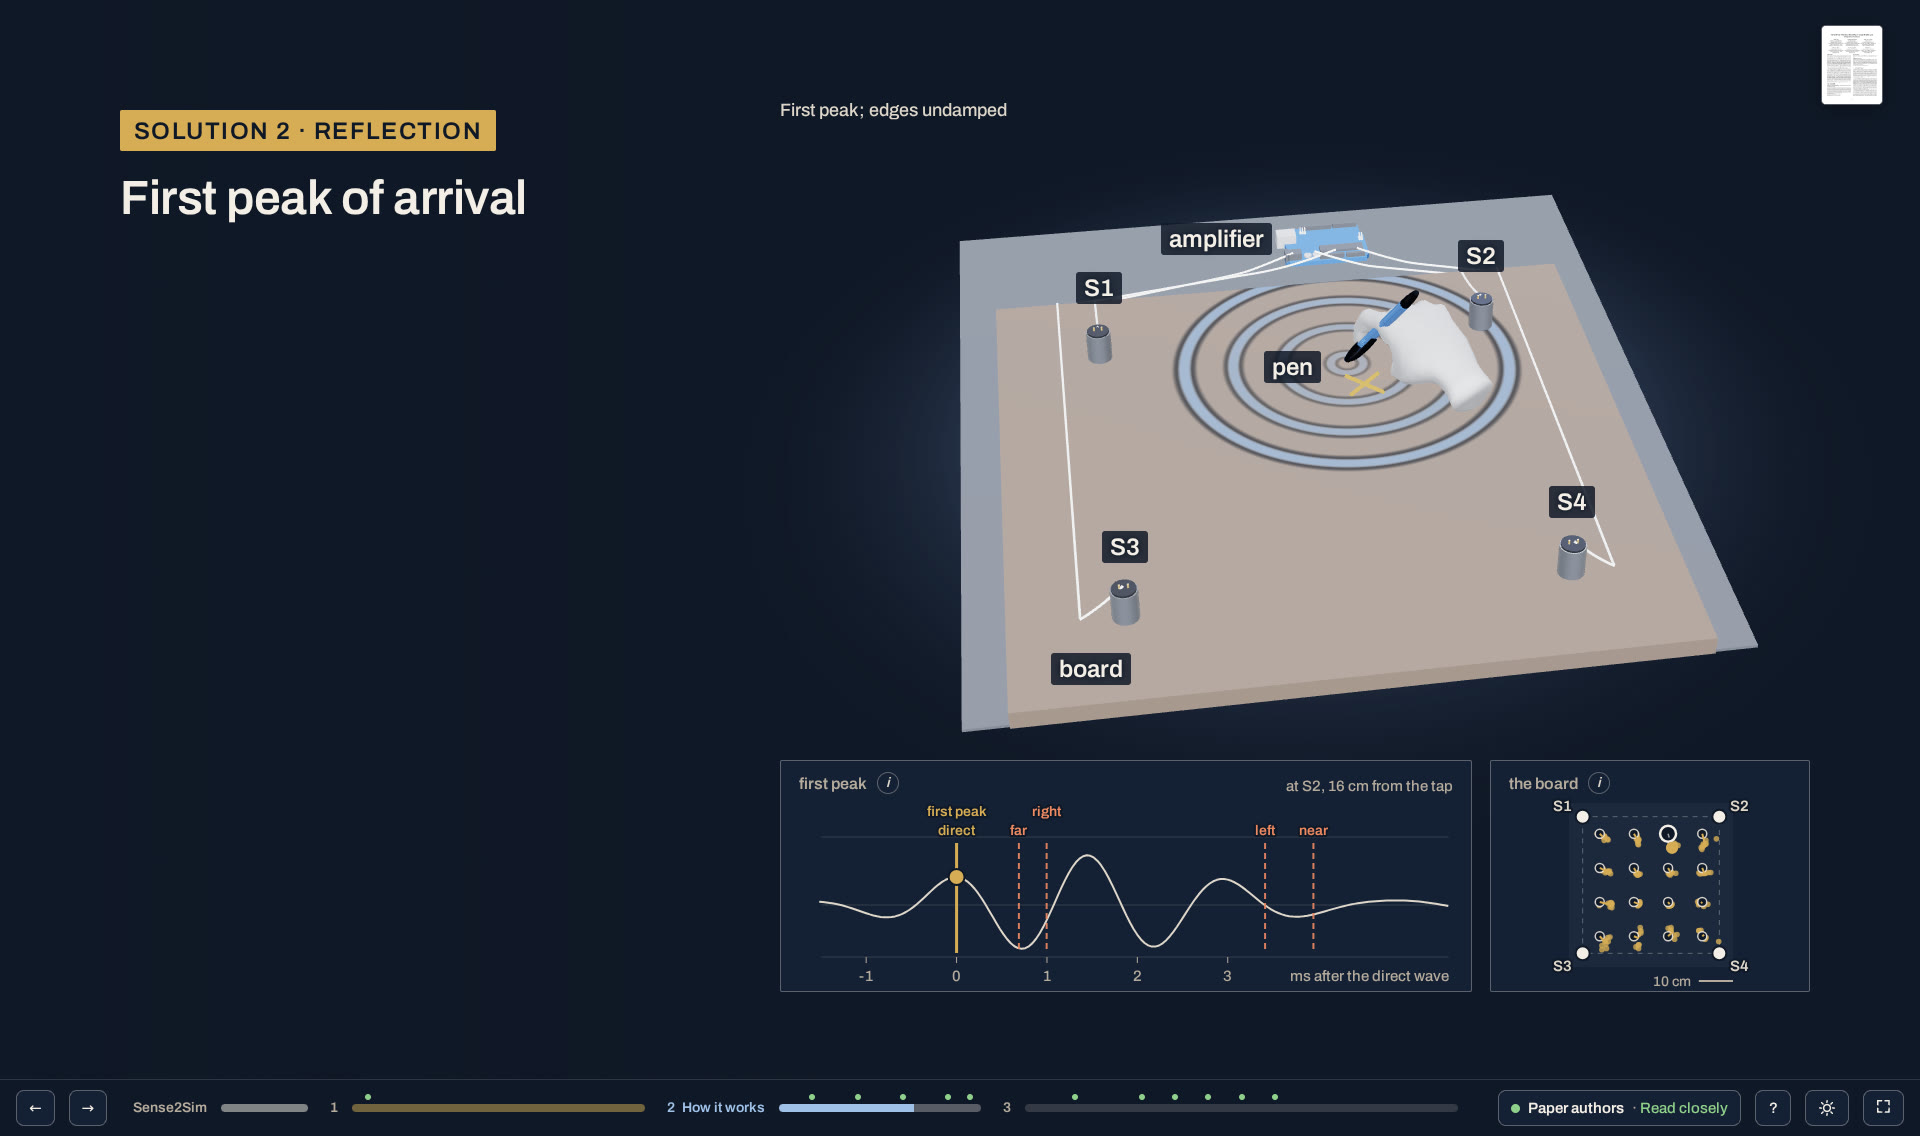 SOLUTION 2 · REFLECTION
First peak of arrival
First peak; edges undamped
amplifier
S2
S1
pen
S4
S3
board
first peak i
at S2, 16 cm from the tap
first peak right
direct far left near
-1 0 1 2 3 ms after the direct wave
the board i
S1 S2
S3 S4
10 cm
← → Sense2Sim 1 2 How it works 3 Paper authors · Read closely ?